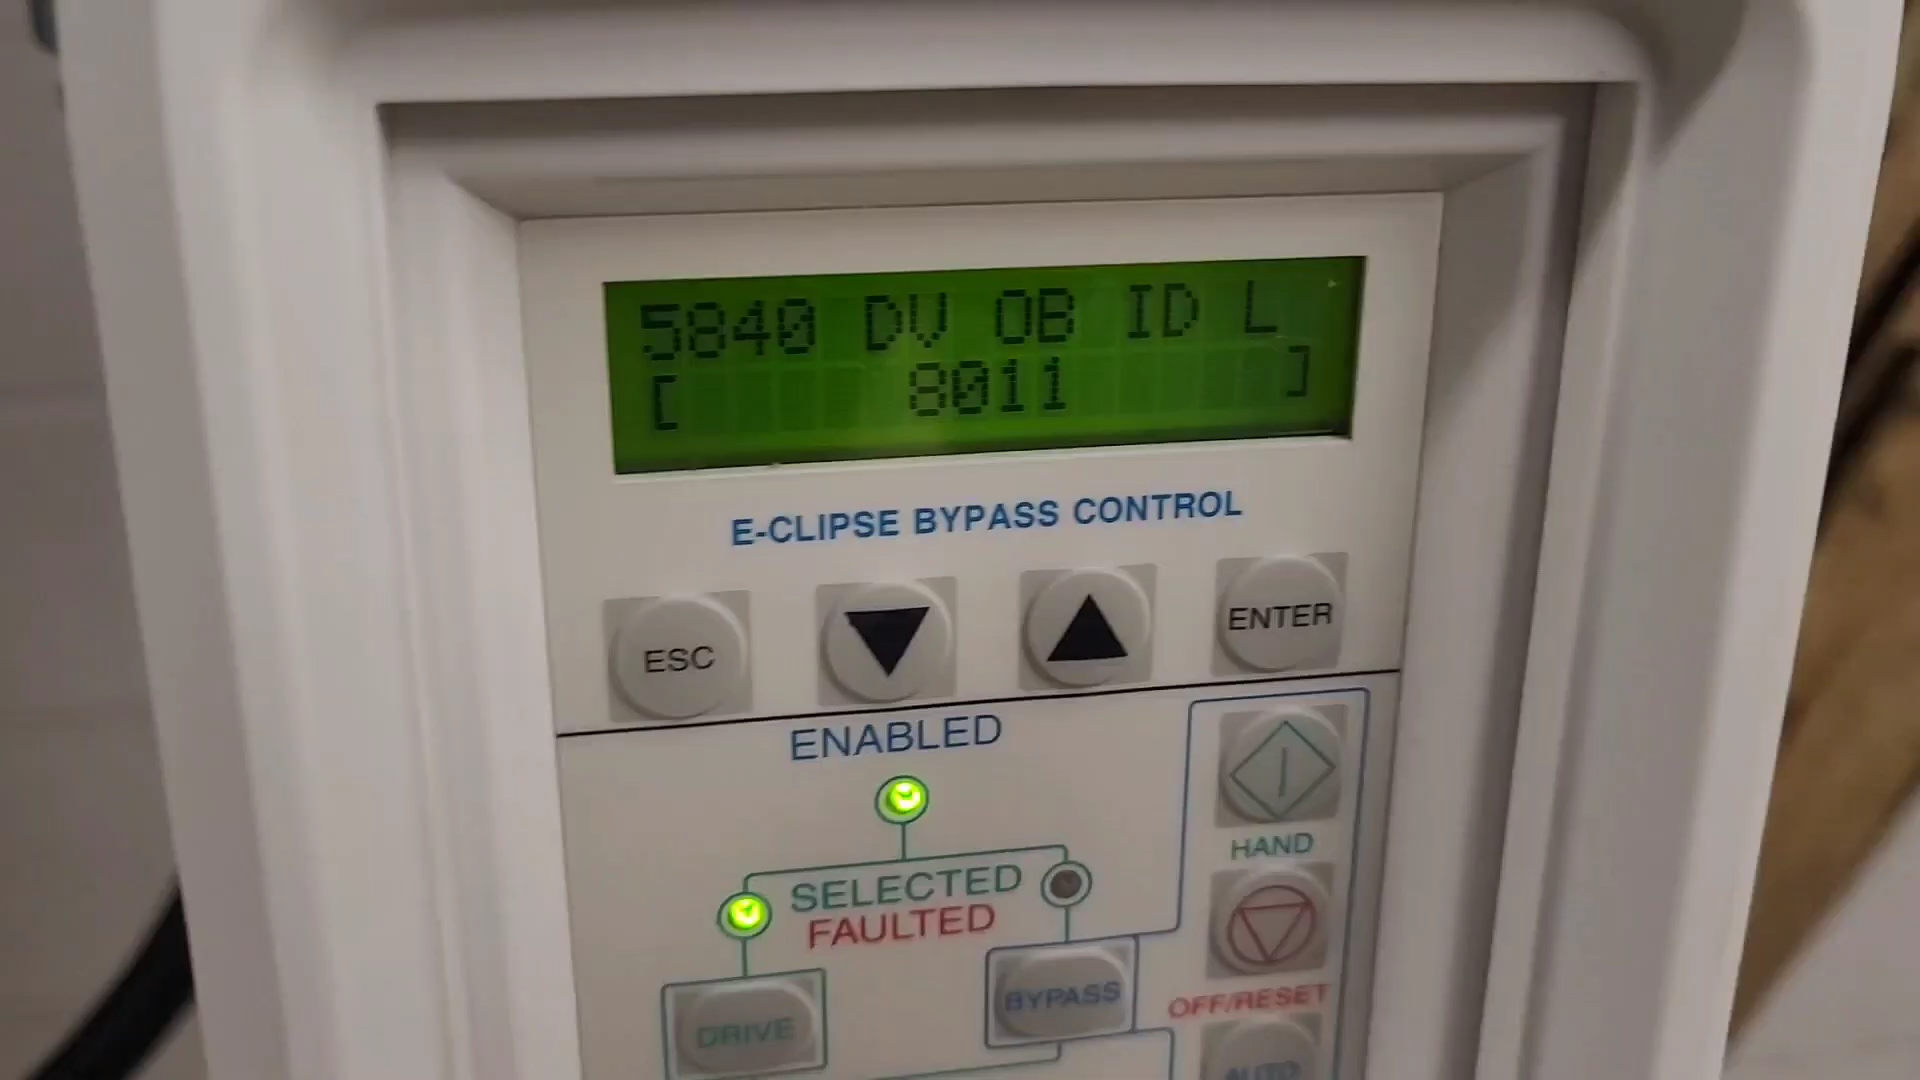 5840 DV OB ID L
[ 8011 ]
E-CLIPSE BYPASS CONTROL
ESC
ENTER
ENABLED
HAND
SELECTED
FAULTED
BYPASS
OFF/RESET
DRIVE
AUTO